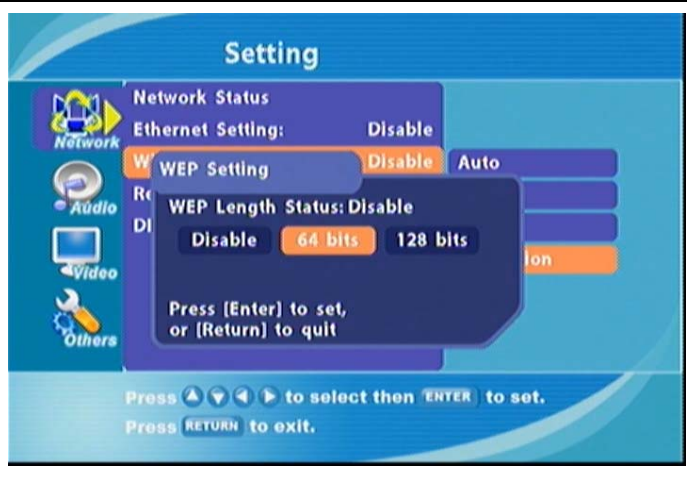 Setting
Network
Audio
Video
Others
Network Status
Ethernet Setting: Disable
Disable
Auto
WEP Setting
WEP Length Status: Disable
Disable 64 bits 128 bits
Press [Enter] to set,
or [Return] to quit
Press to select then ENTER to set.
Press RETURN to exit.